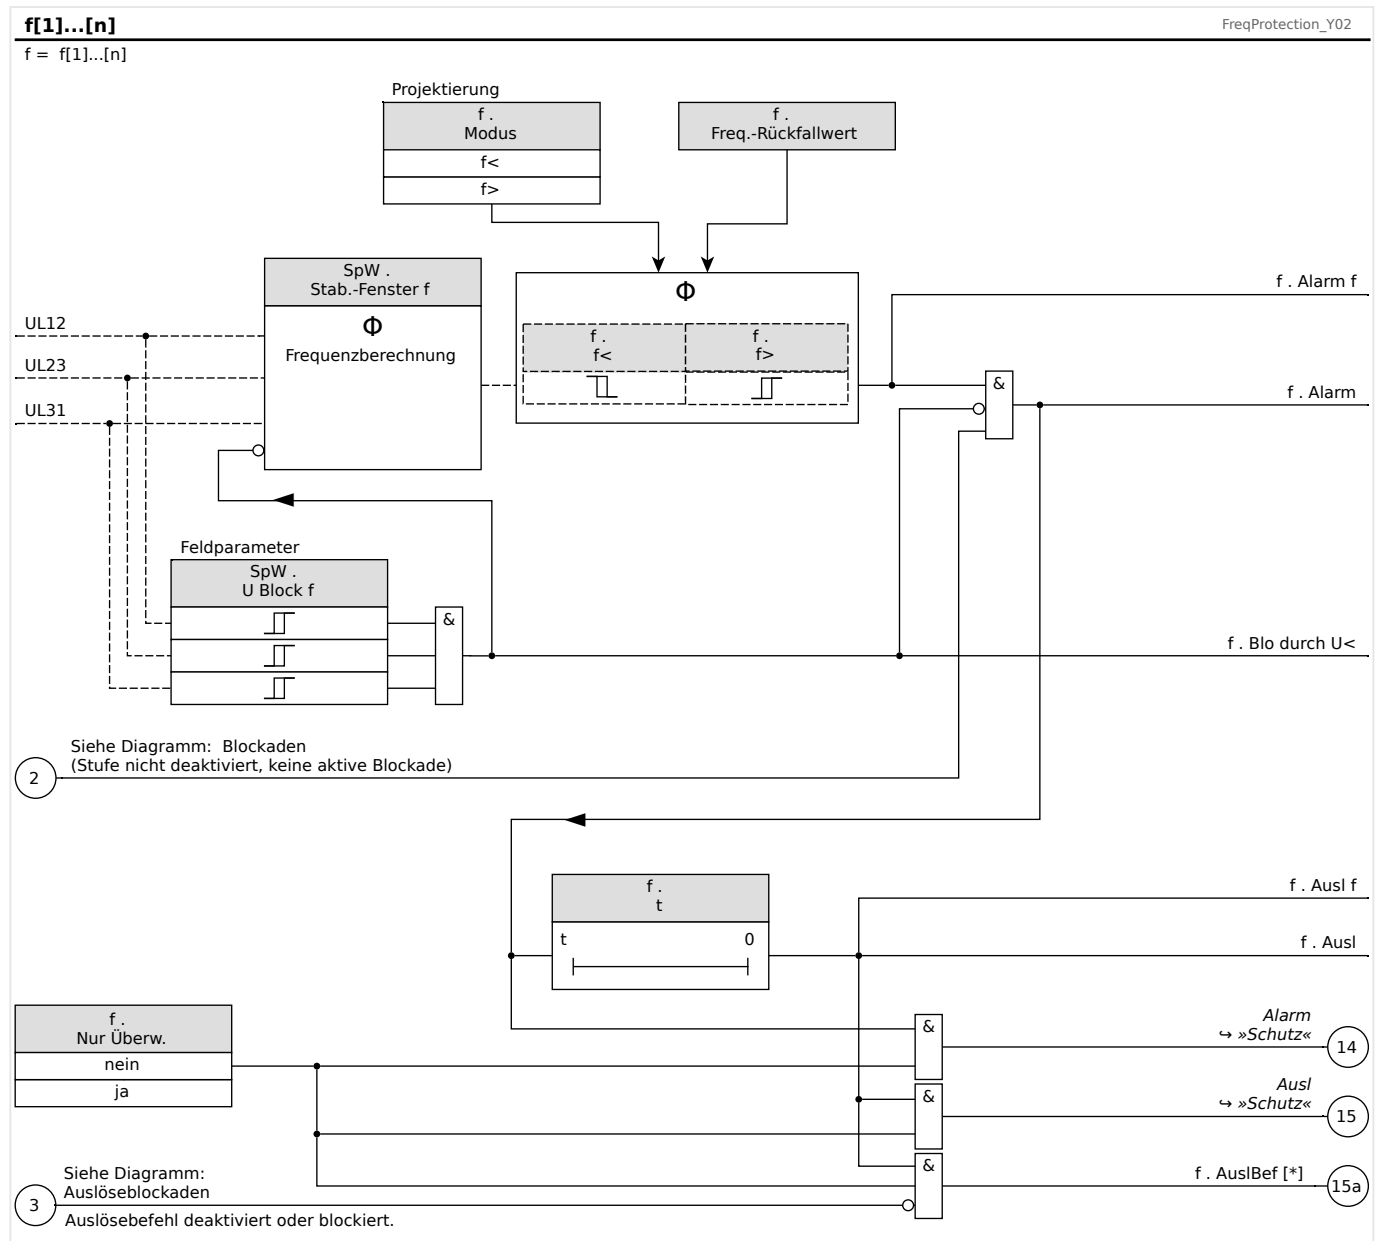 f[1]...[n]
FreqProtection_Y02
f = f[1]...[n]
Projektierung
f .
Modus
f<
f>
f .
Freq.-Rückfallwert
SpW .
Stab.-Fenster f
Φ
Frequenzberechnung
Φ
f .
f<
f .
f>
f . Alarm f
UL12
UL23
UL31
&
f . Alarm
Feldparameter
SpW .
U Block f
&
f . Blo durch U<
Siehe Diagramm: Blockaden
(Stufe nicht deaktiviert, keine aktive Blockade)
2
f .
t
t
0
f . Ausl f
f . Ausl
f .
Nur Überw.
nein
ja
&
Alarm
↪ »Schutz«
14
&
Ausl
↪ »Schutz«
15
&
f . AuslBef [*]
15a
Siehe Diagramm:
Auslöseblockaden
3
Auslösebefehl deaktiviert oder blockiert.